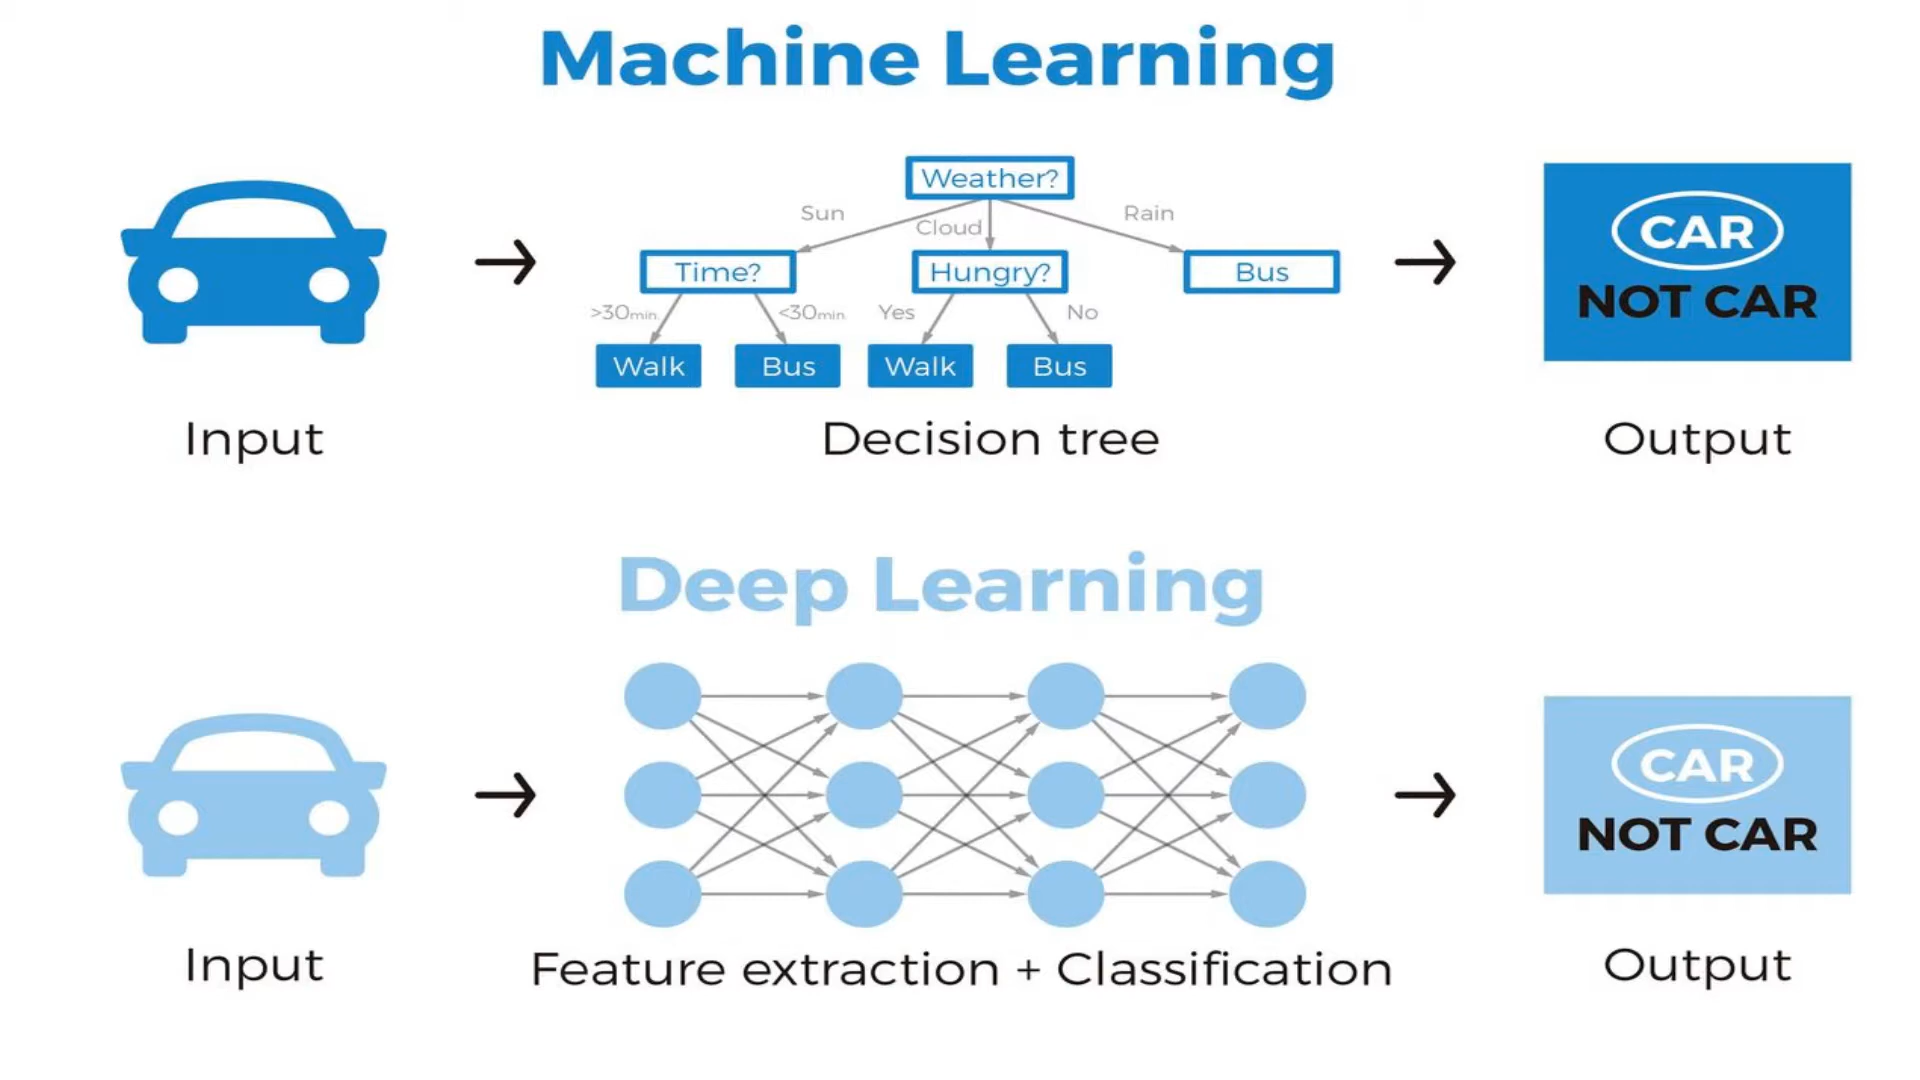 Machine Learning
Weather?
Sun
Cloud
Rain
Time?
Hungry?
Bus
>30min.
<30min.
Yes
No
Walk
Bus
Walk
Bus
CAR
NOT CAR
Input
Decision tree
Output
Deep Learning
CAR
NOT CAR
Input
Feature extraction + Classification
Output